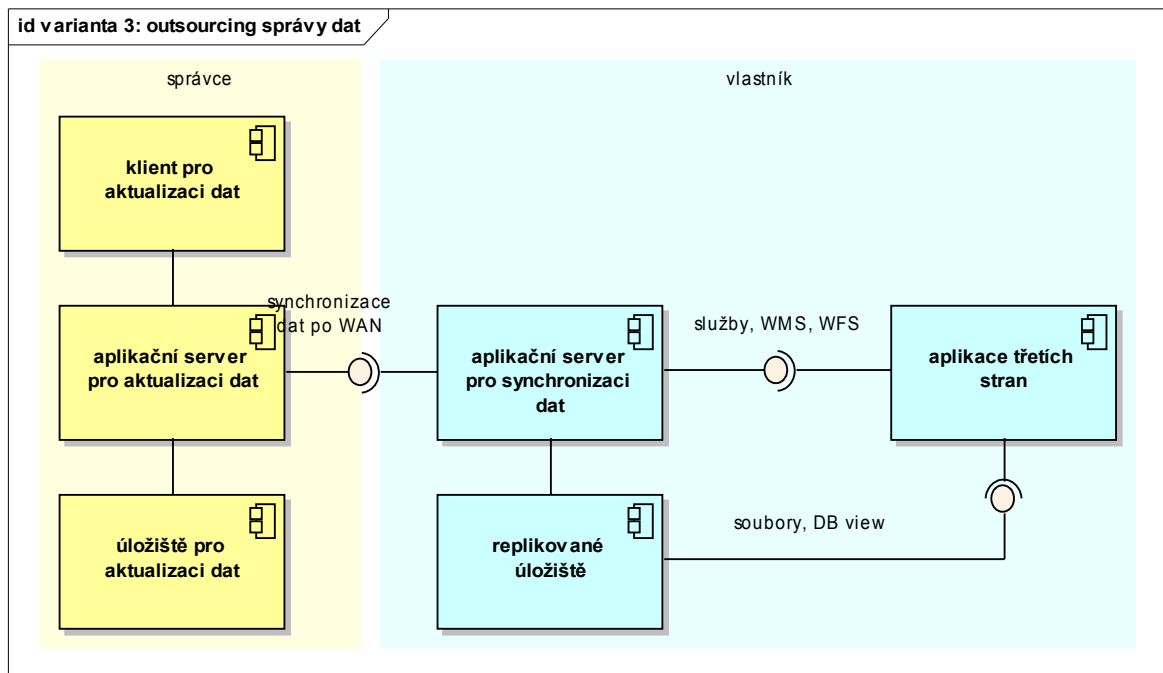 id varianta 3: outsourcing správy dat
správce
vlastník
klient pro
aktualizaci dat
synchronizace
dat po WAN
služby, WMS, WFS
aplikační server
pro aktualizaci dat
aplikační server
pro synchronizaci
dat
aplikace třetích
stran
soubory, DB view
úložiště pro
aktualizaci dat
replikované
úložiště